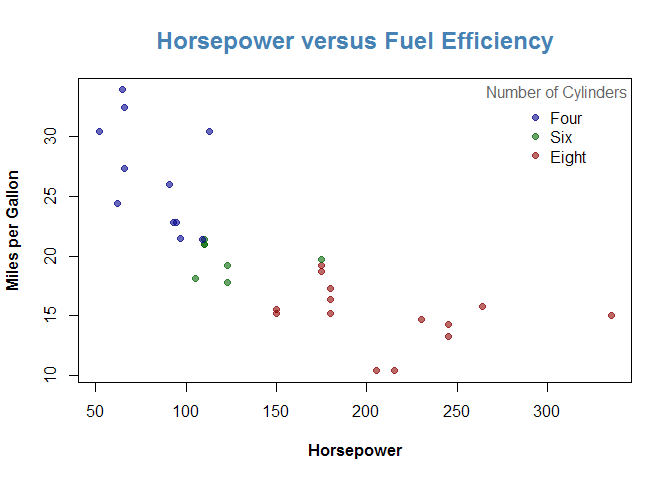 Horsepower versus Fuel Efficiency
Number of Cylinders
Four
Six
Eight
Miles per Gallon
30
25
20
15
10
50 100 150 200 250 300
Horsepower